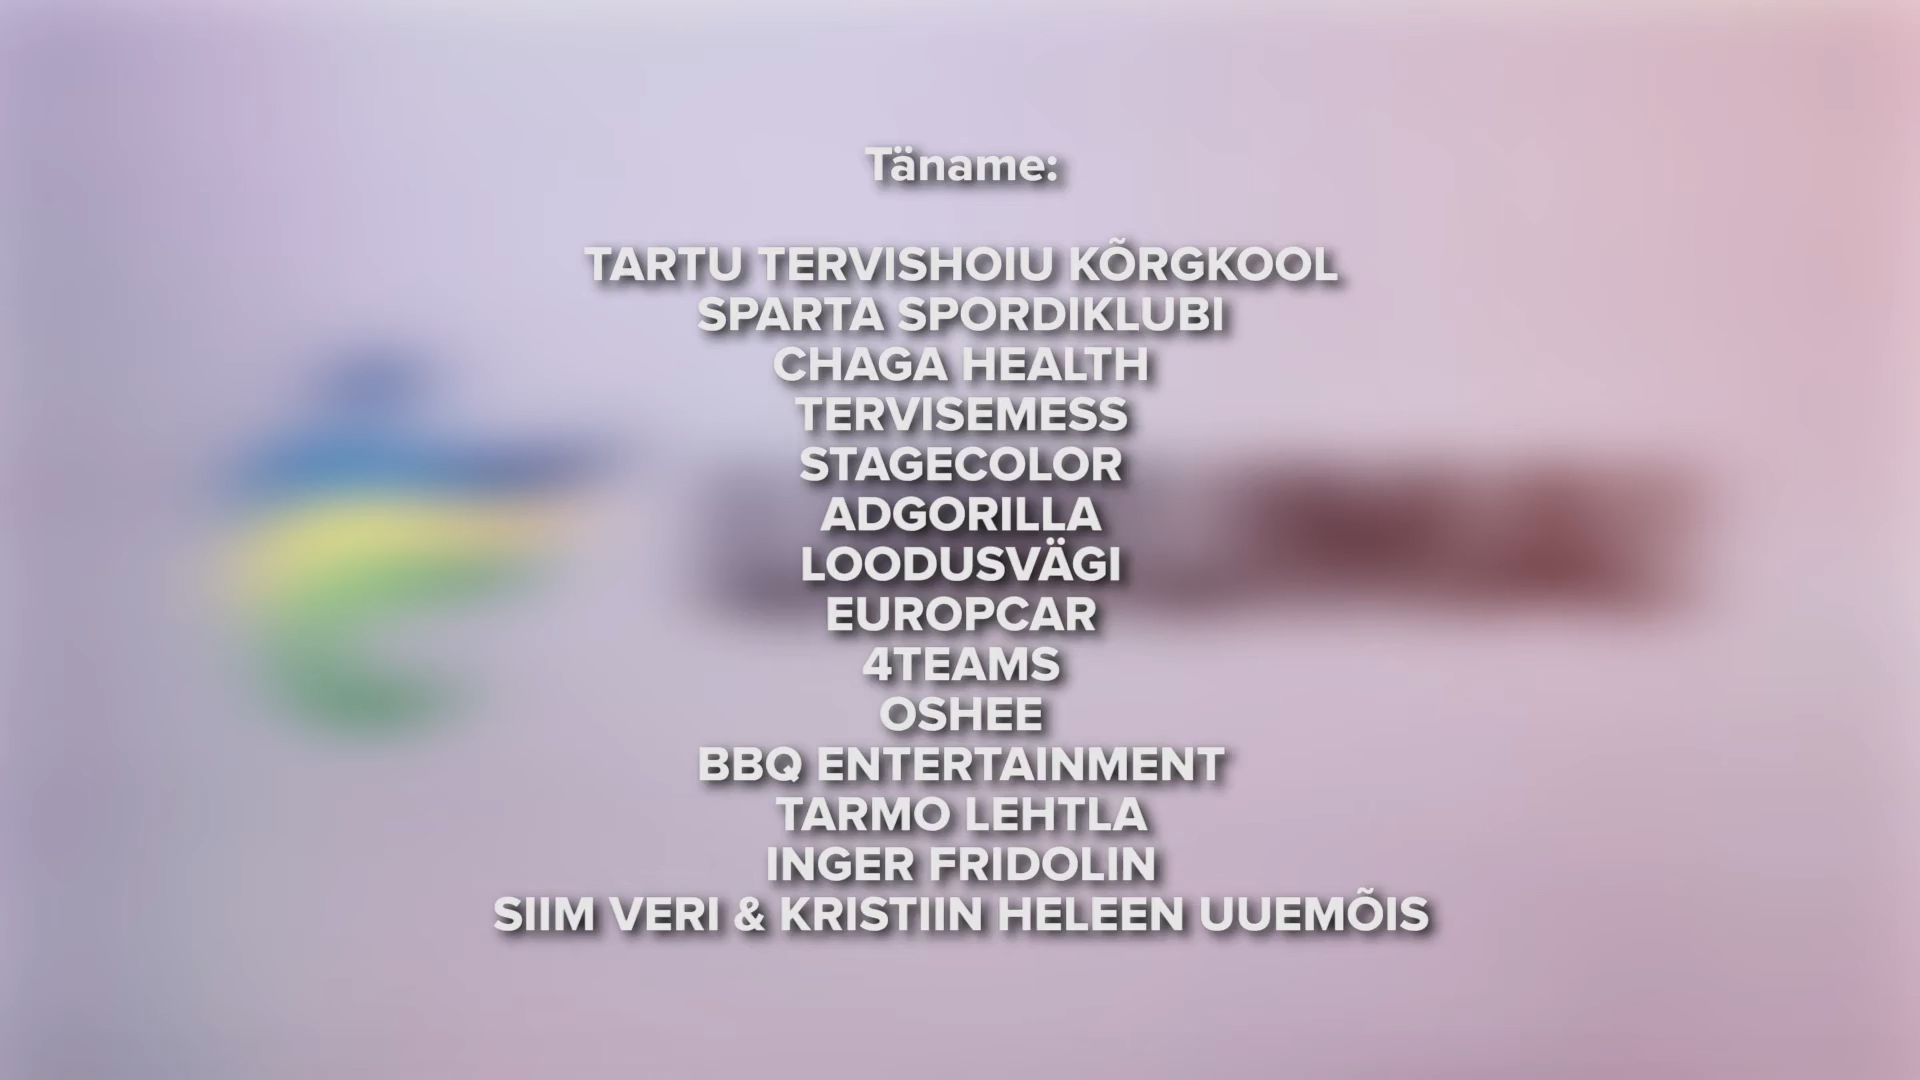 Täname:
TARTU TERVISHOIU KÕRGKOOL
SPARTA SPORDIKLUBI
CHAGA HEALTH
TERVISEMESS
STAGECOLOR
ADGORILLA
LOODUSVÄGI
EUROPCAR
4TEAMS
OSHEE
BBQ ENTERTAINMENT
TARMO LEHTLA
INGER FRIDOLIN
SIIM VERI & KRISTIIN HELEEN UUEMÕIS